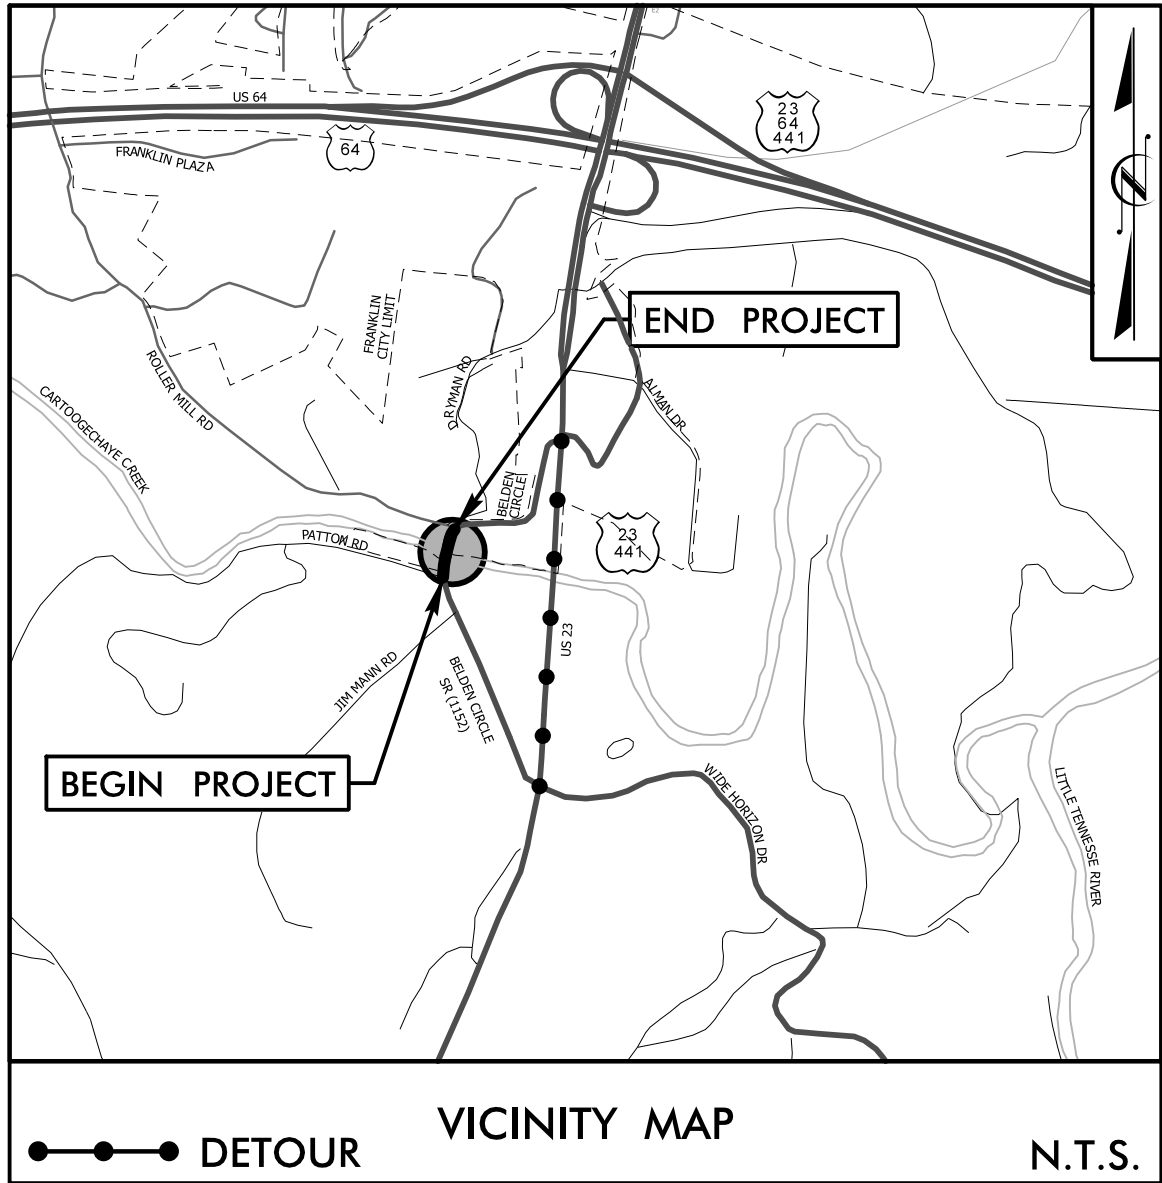 US 64
23
64
441
64
FRANKLIN PLAZA
FRANKLIN
CITY LIMIT
END PROJECT
ROLLER MILL RD
DRYMAN RD
ALMAN DR
CARTOOGECHAYE CREEK
BELDEN
CIRCLE
PATTON RD
23
441
US 23
JIM MANN RD
BELDEN CIRCLE
SR (1152)
BEGIN PROJECT
WIDE HORIZON DR
LITTLE TENNESSE RIVER
VICINITY MAP
DETOUR
N.T.S.